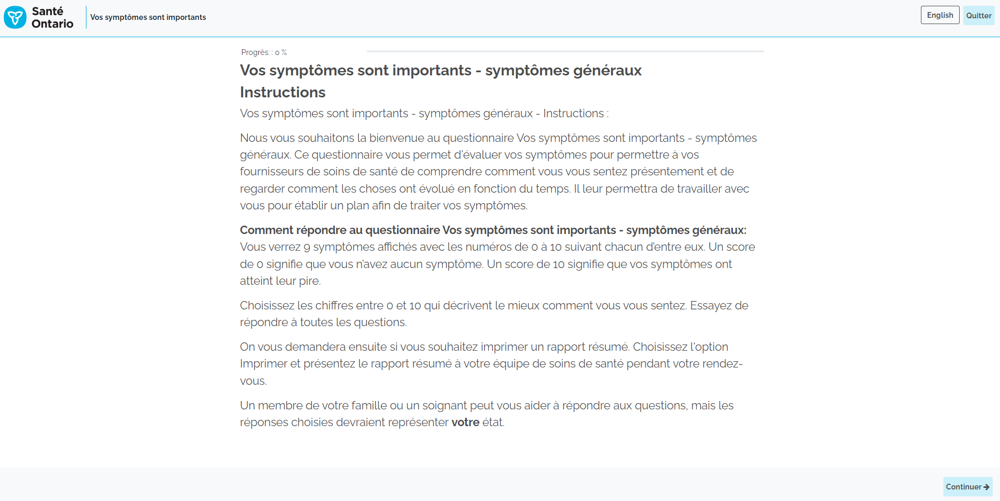 Santé
Ontario
Vos symptômes sont importants
English
Quitter
Progrès: : 0 %
Vos symptômes sont importants - symptômes généraux
Instructions
Vos symptômes sont importants - symptômes généraux - Instructions :
Nous vous souhaitons la bienvenue au questionnaire Vos symptômes sont importants - symptômes
généraux. Ce questionnaire vous permet d'évaluer vos symptômes pour permettre à vos
fournisseurs de soins de santé de comprendre comment vous vous sentez présentement et de
regarder comment les choses ont évolué en fonction du temps. Il leur permettra de travailler avec
vous pour établir un plan afin de traiter vos symptômes.
Comment répondre au questionnaire Vos symptômes sont importants - symptômes généraux:
Vous verrez 9 symptômes affichés avec les numéros de 0 à 10 suivant chacun d’entre eux. Un score
de 0 signifie que vous n’avez aucun symptôme. Un score de 10 signifie que vos symptômes ont
atteint leur pire.
Choisissez les chiffres entre 0 et 10 qui décrivent le mieux comment vous vous sentez. Essayez de
répondre à toutes les questions.
On vous demandera ensuite si vous souhaitez imprimer un rapport résumé. Choisissez l'option
Imprimer et présentez le rapport résumé à votre équipe de soins de santé pendant votre rendez-
vous.
Un membre de votre famille ou un soignant peut vous aider à répondre aux questions, mais les
réponses choisies devraient représenter votre état.
Continuer →